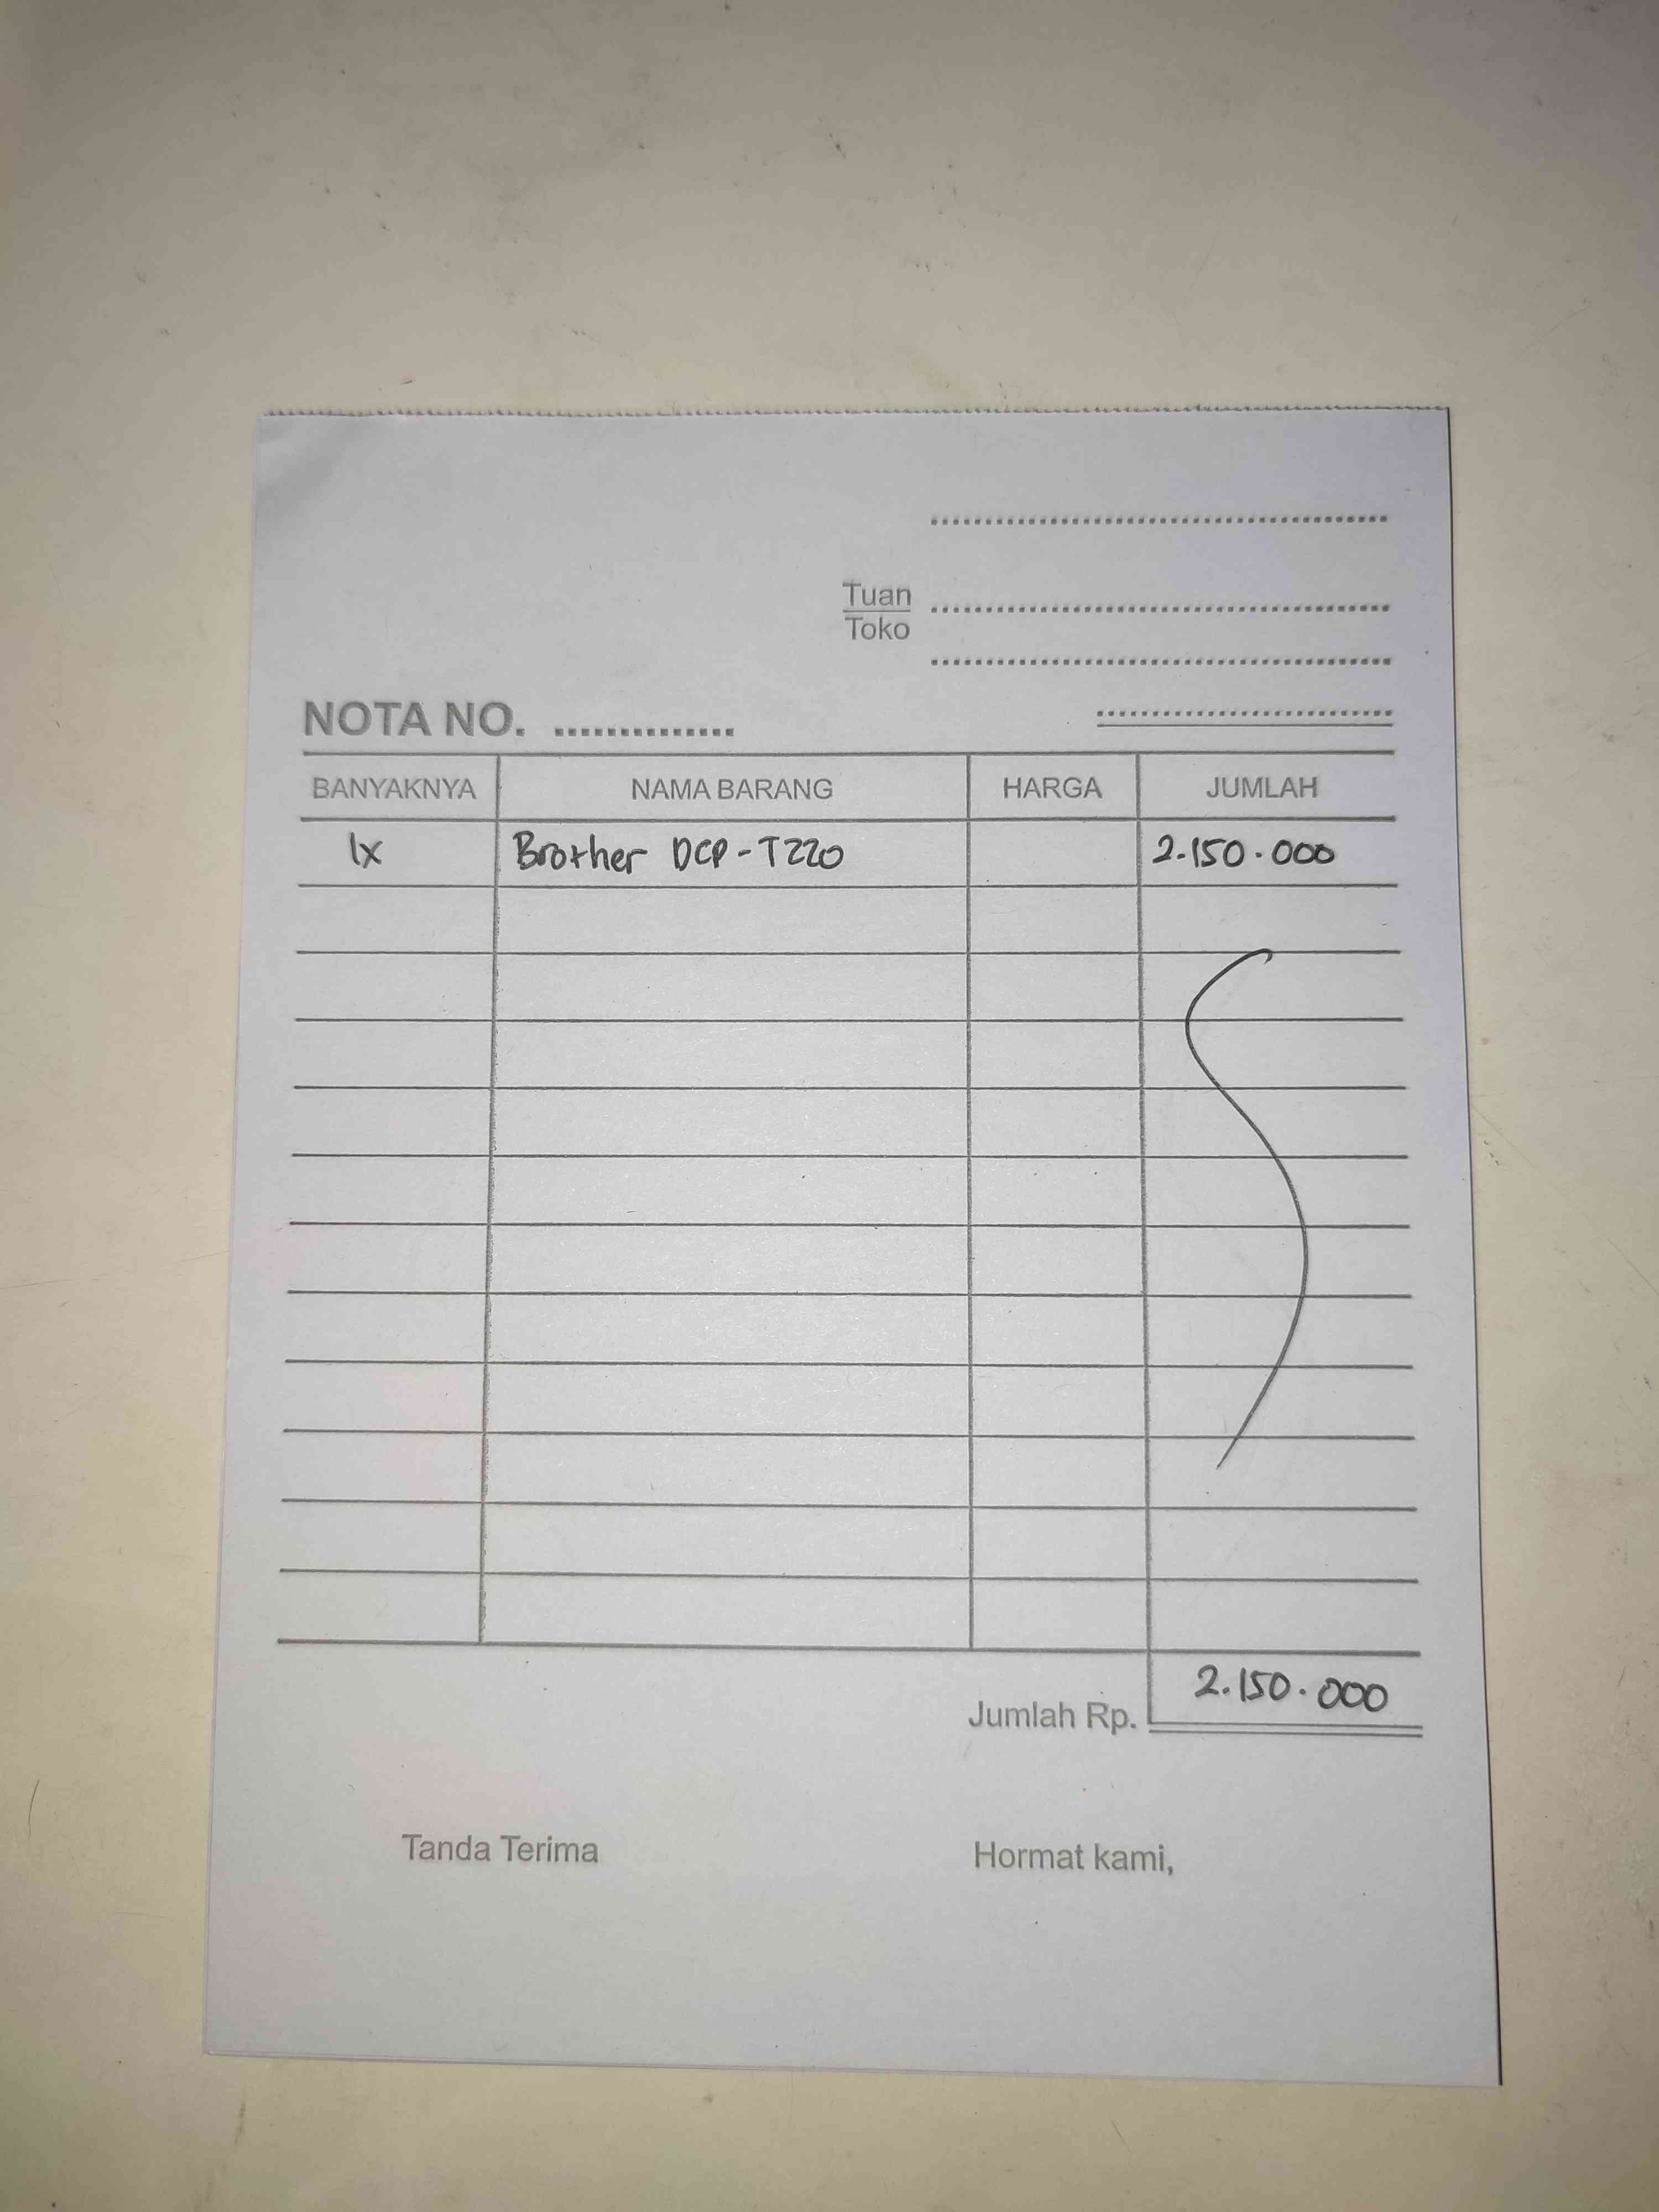 Tuan
Toko
NOTA NO. ..............
BANYAKNYA NAMA BARANG HARGA JUMLAH
1x Brother DCP-T220 2.150.000
Jumlah Rp. 2.150.000
Tanda Terima Hormat kami,